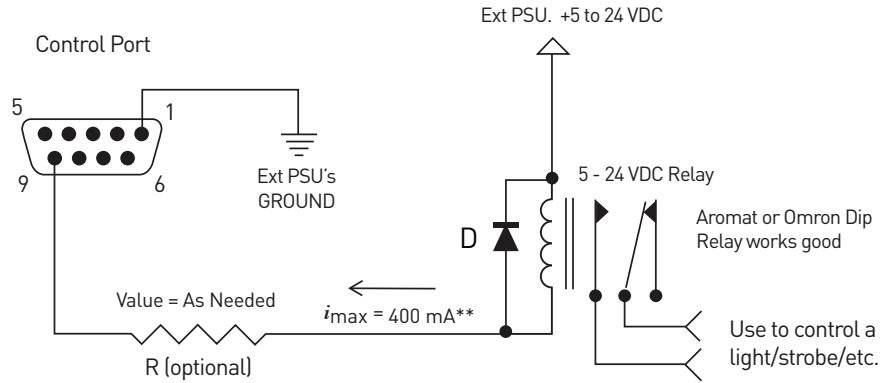 Ext PSU. +5 to 24 VDC
Control Port
5
1
9
6
Ext PSU's
GROUND
5 - 24 VDC Relay
D
Aromat or Omron Dip
Relay works good
Value = As Needed
imax = 400 mA**
R (optional)
Use to control a
light/strobe/etc.